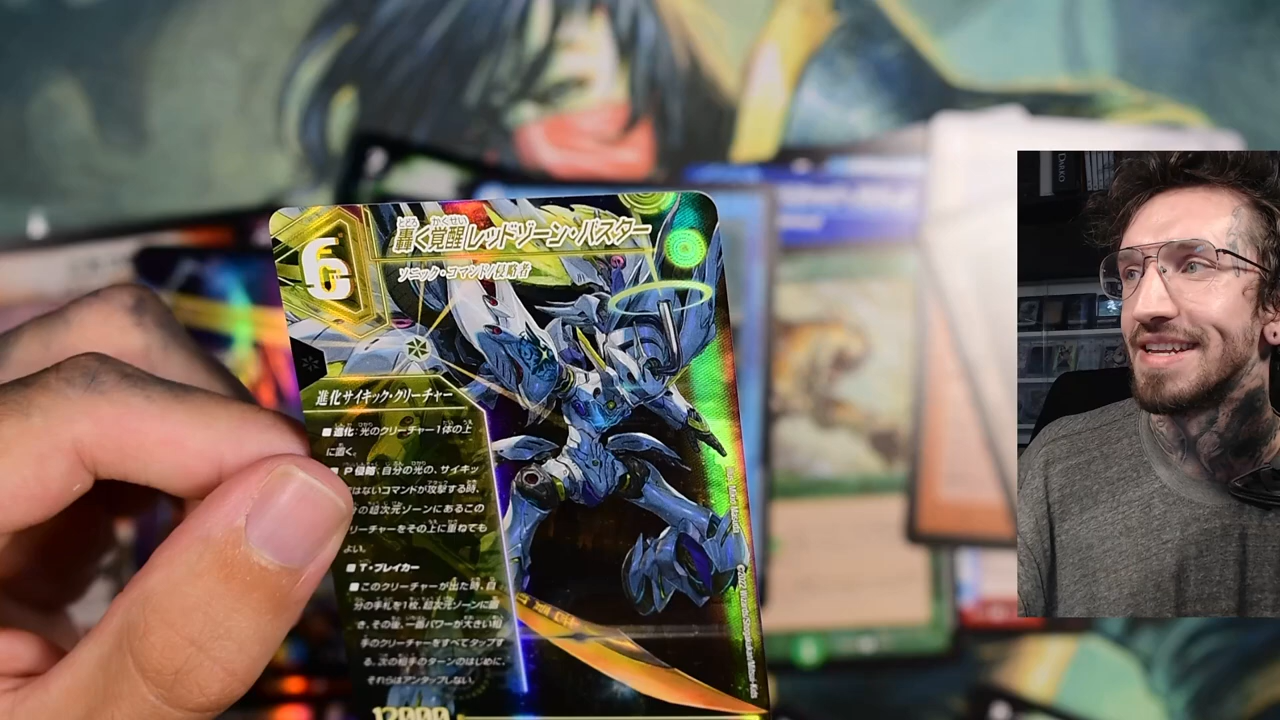 6
轟く覚醒レッドゾーン・バスター
ソニック・コマンド/侵略者
進化サイキック・クリーチャー
■進化:光のクリーチャー1体の上
に置く。
■P侵略:自分の光の、サイキッ
ではないコマンドが攻撃する時、
分の超次元ゾーンにあるこの
リーチャーをその上に重ねても
よい。
■T・ブレイカー
■このクリーチャーが出た時、自
分の手札を1枚、超次元ゾーンに置
き、その後、一番パワーが大きい相
手のクリーチャーをすべてタップす
る。次の相手のターンのはじめに、
それらはアンタップしない。
12000